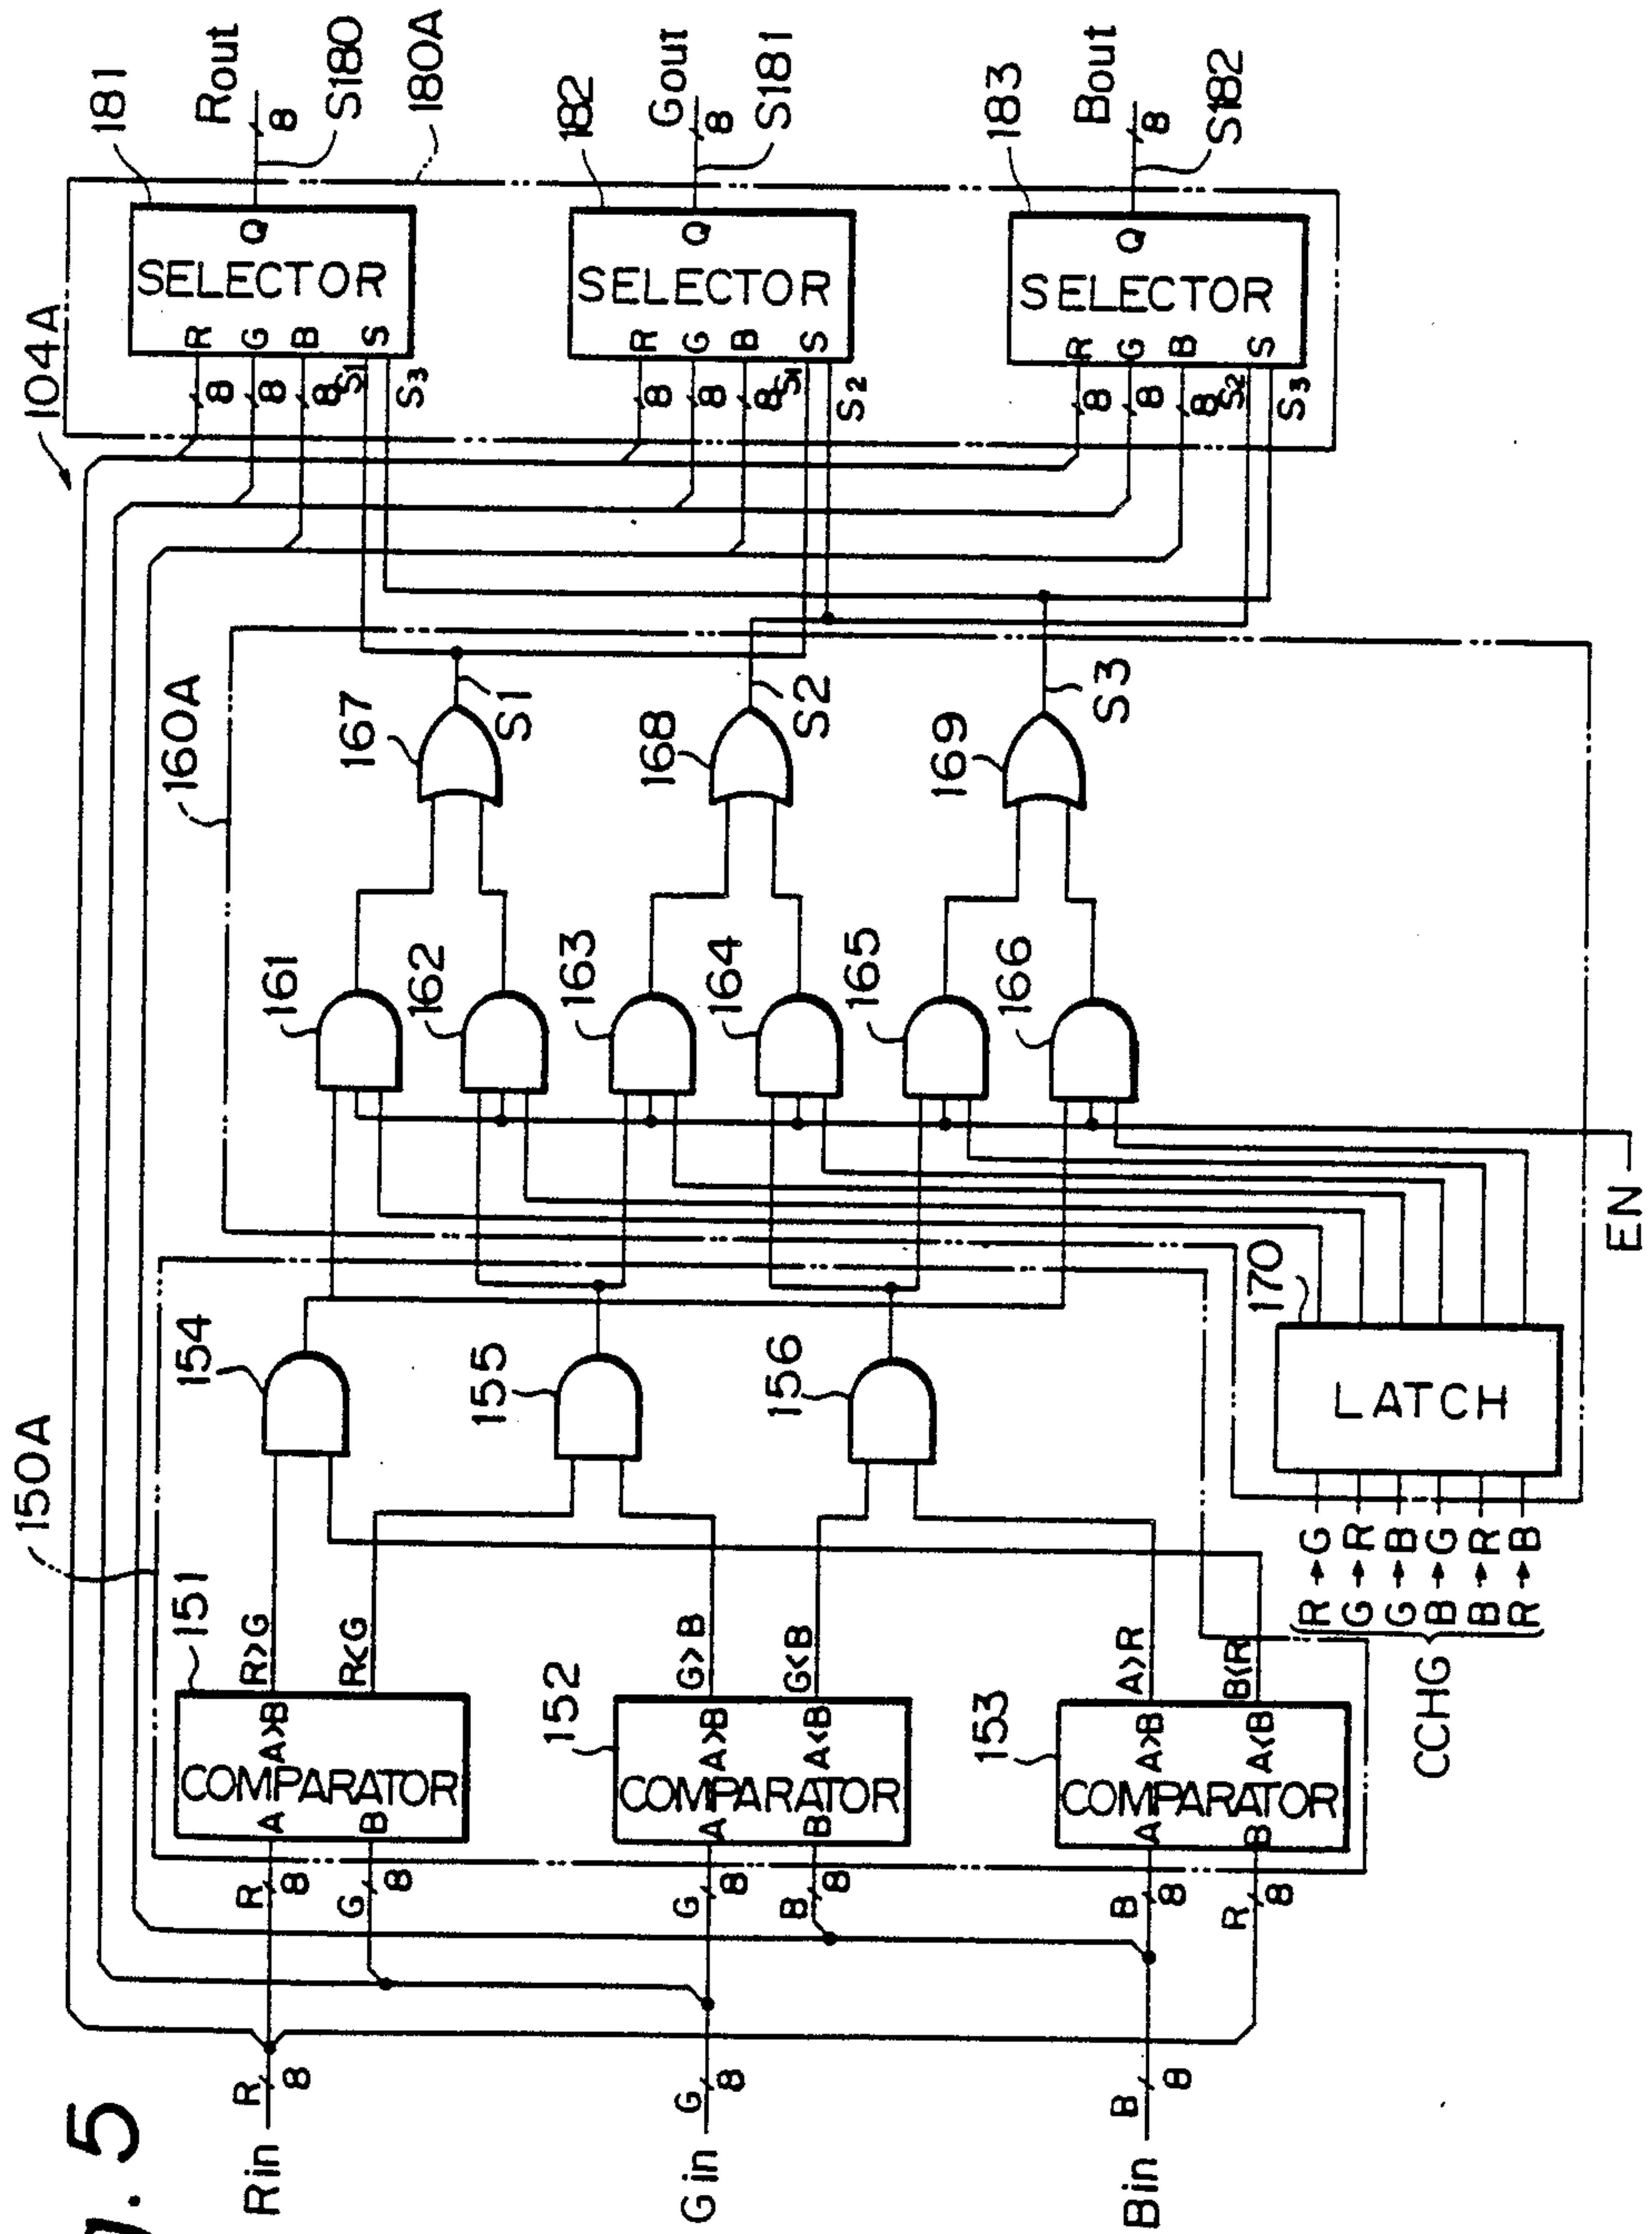 g. 5
104A
150A
160A
180A
Rin
R
8
Gin
G
8
Bin
B
8
R
8
G
8
G
8
B
8
B
8
R
8
151
COMPARATOR
A
B
A>B
R>G
R<G
152
COMPARATOR
A
B
A>B
A<B
G>B
G<B
153
COMPARATOR
A
B
A>B
A<B
A>R
B<R
154
155
156
CCHG
R→G
G→R
G→B
B→G
B→R
R→B
LATCH
170
EN
161
162
163
164
165
166
167
168
169
S1
S2
S3
181
SELECTOR
R
G
B
S
Q
8
8
8
S1
S3
Rout
8
S180
182
SELECTOR
R
G
B
S
Q
8
8
8
S1
S2
Gout
8
S181
183
SELECTOR
R
G
B
S
Q
8
8
8
S2
S3
Bout
8
S182